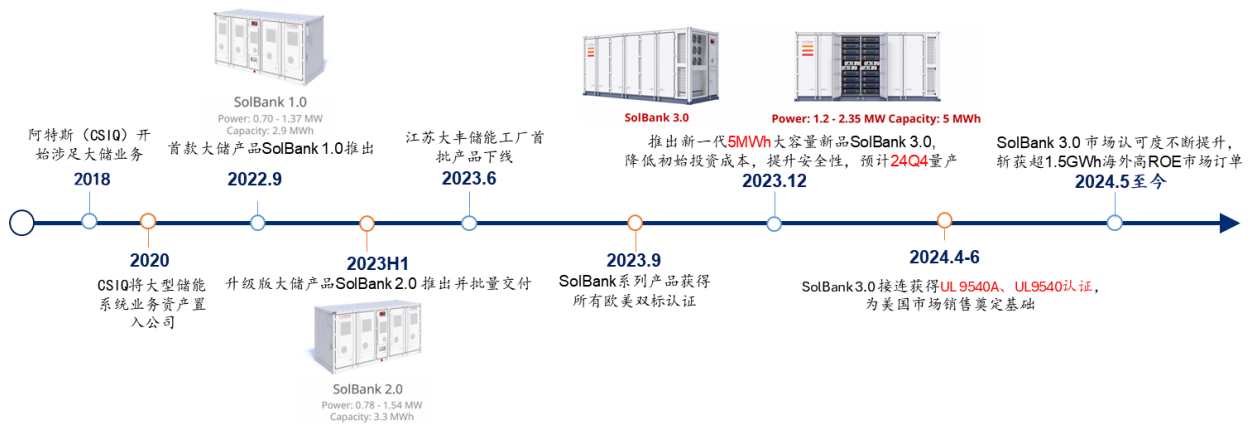 SolBank 1.0
Power: 0.70 - 1.37 MW
Capacity: 2.9 MWh
SolBank 3.0
Power: 1.2 - 2.35 MW Capacity: 5 MWh
阿特斯（CSIQ）开
始涉足大储业务
2018
首款大储产品SolBank 1.0推出
2022.9
江苏大丰储能工厂首
批产品下线
2023.6
推出新一代5MWh大容量新品SolBank 3.0,
降低初始投资成本，提升安全性，预计24Q4量产
2023.12
SolBank 3.0 市场认可度不断提升，
斩获超1.5GWh海外高ROE市场订单
2024.5至今
2020
CSIQ将大型储能
系统业务资产置
入公司
2023H1
升级版大储产品SolBank 2.0 推出并批量交付
SolBank 2.0
Power: 0.78 - 1.54 MW
Capacity: 3.3 MWh
2023.9
SolBank系列产品获得
所有欧美双标认证
2024.4-6
SolBank 3.0 接连获得UL 9540A、UL9540认证，
为美国市场销售奠定基础